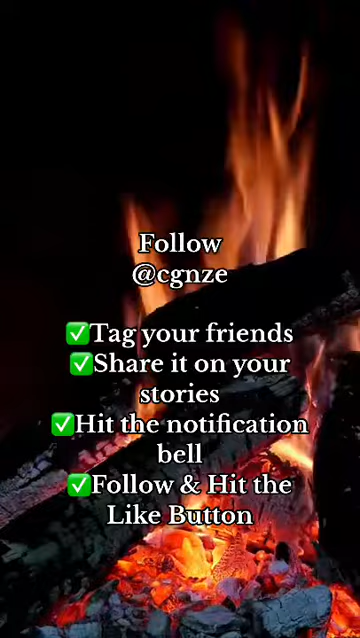 Follow
@cgnze
✅Tag your friends
✅Share it on your
stories
✅Hit the notification
bell
✅Follow & Hit the
Like Button